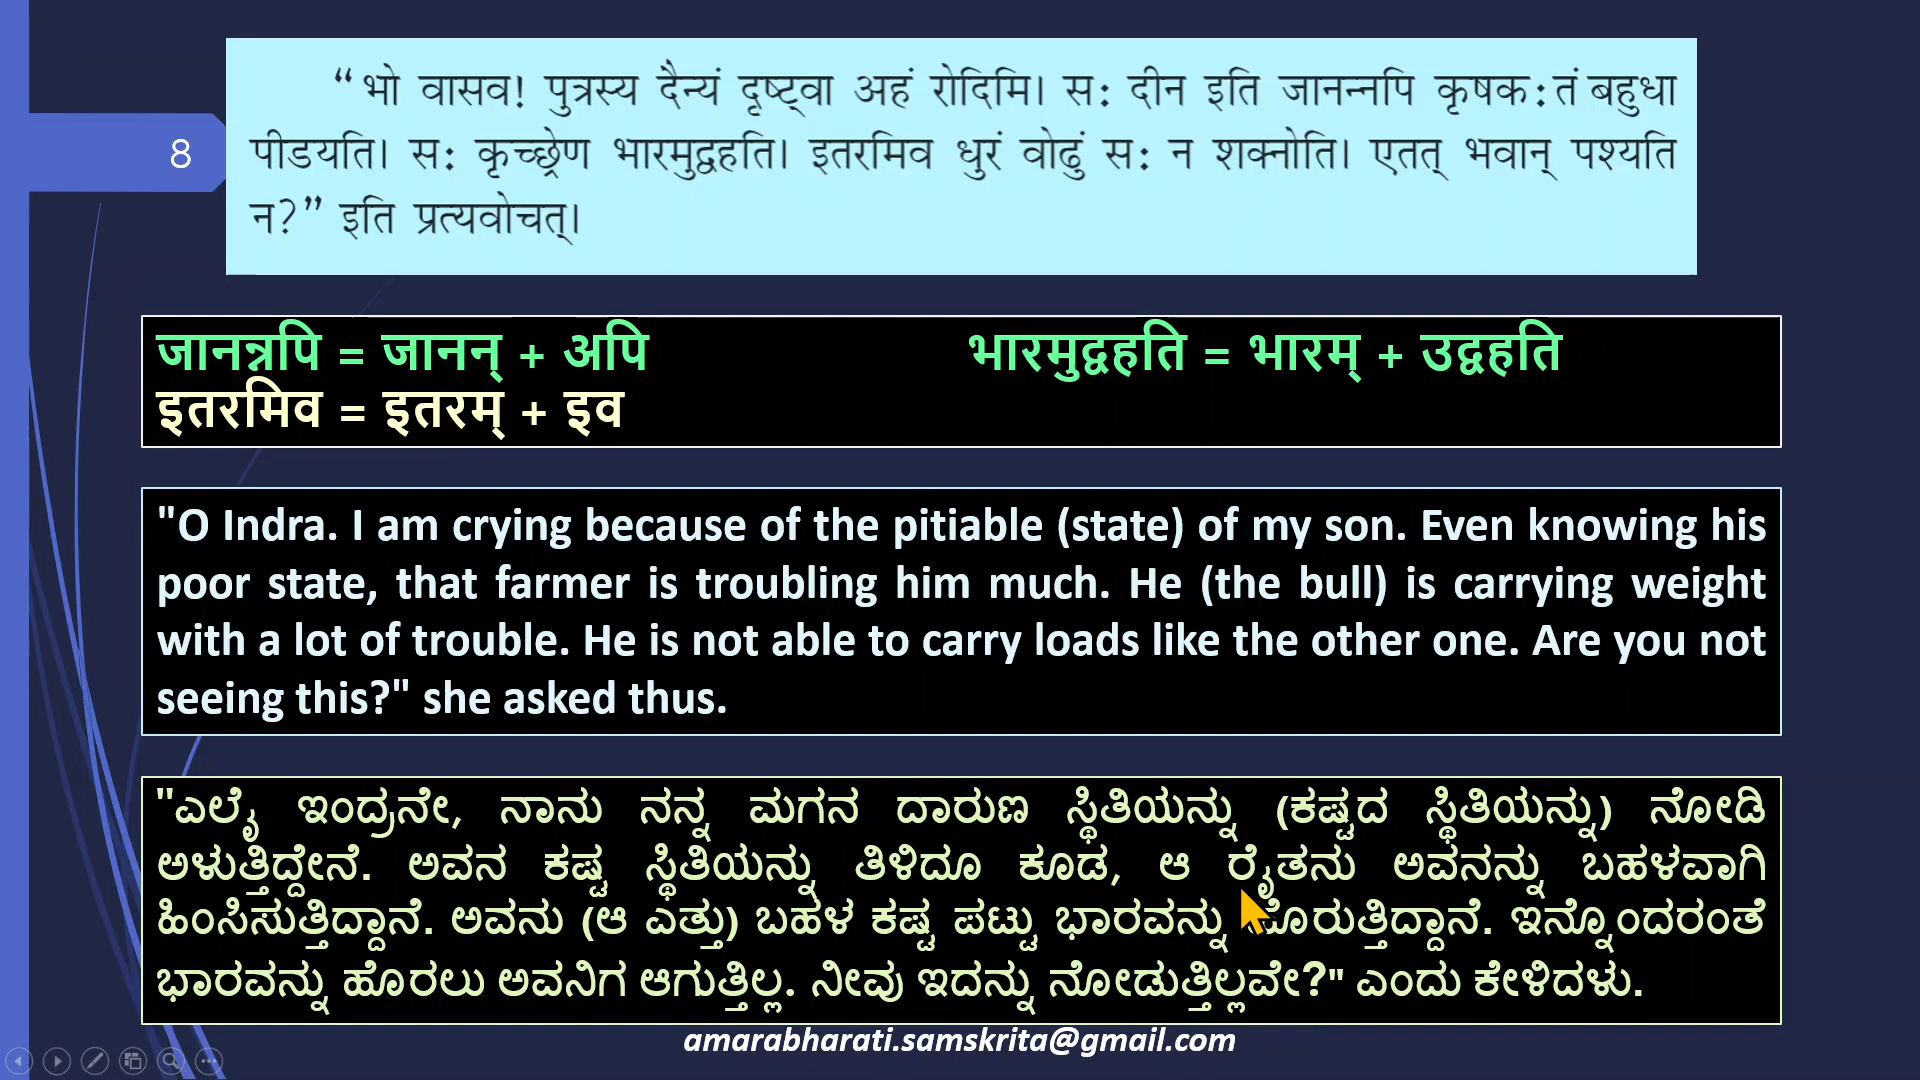 “भो वासव! पुत्रस्य दैन्यं दृष्ट्वा अहं रोदिमि। सः दीन इति जानन्नपि कृषकः तं बहुधा
8
पीडयति। सः कृच्छ्रेण भारमुद्वहति। इतरमिव धुरं वोढुं सः न शक्नोति। एतत् भवान् पश्यति
न?” इति प्रत्यवोचत्।
जानन्नपि = जानन् + अपि भारमुद्वहति = भारम् + उद्वहति
इतरमिव = इतरम् + इव
"O Indra. I am crying because of the pitiable (state) of my son. Even knowing his
poor state, that farmer is troubling him much. He (the bull) is carrying weight
with a lot of trouble. He is not able to carry loads like the other one. Are you not
seeing this?" she asked thus.
"ಎಲೈ ಇಂದ್ರನೇ, ನಾನು ನನ್ನ ಮಗನ ದಾರುಣ ಸ್ಥಿತಿಯನ್ನು (ಕಷ್ಟದ ಸ್ಥಿತಿಯನ್ನು) ನೋಡಿ
ಅಳುತ್ತಿದ್ದೇನೆ. ಅವನ ಕಷ್ಟ ಸ್ಥಿತಿಯನ್ನು ತಿಳಿದೂ ಕೂಡ, ಆ ರೈತನು ಅವನನ್ನು ಬಹಳವಾಗಿ
ಹಿಂಸಿಸುತ್ತಿದ್ದಾನೆ. ಅವನು (ಆ ಎತ್ತು) ಬಹಳ ಕಷ್ಟ ಪಟ್ಟು ಭಾರವನ್ನು ಹೊರುತ್ತಿದ್ದಾನೆ. ಇನ್ನೊಂದರಂತೆ
ಭಾರವನ್ನು ಹೊರಲು ಅವನಿಗ ಆಗುತ್ತಿಲ್ಲ. ನೀವು ಇದನ್ನು ನೋಡುತ್ತಿಲ್ಲವೇ?" ಎಂದು ಕೇಳಿದಳು.
amarabharati.samskrita@gmail.com